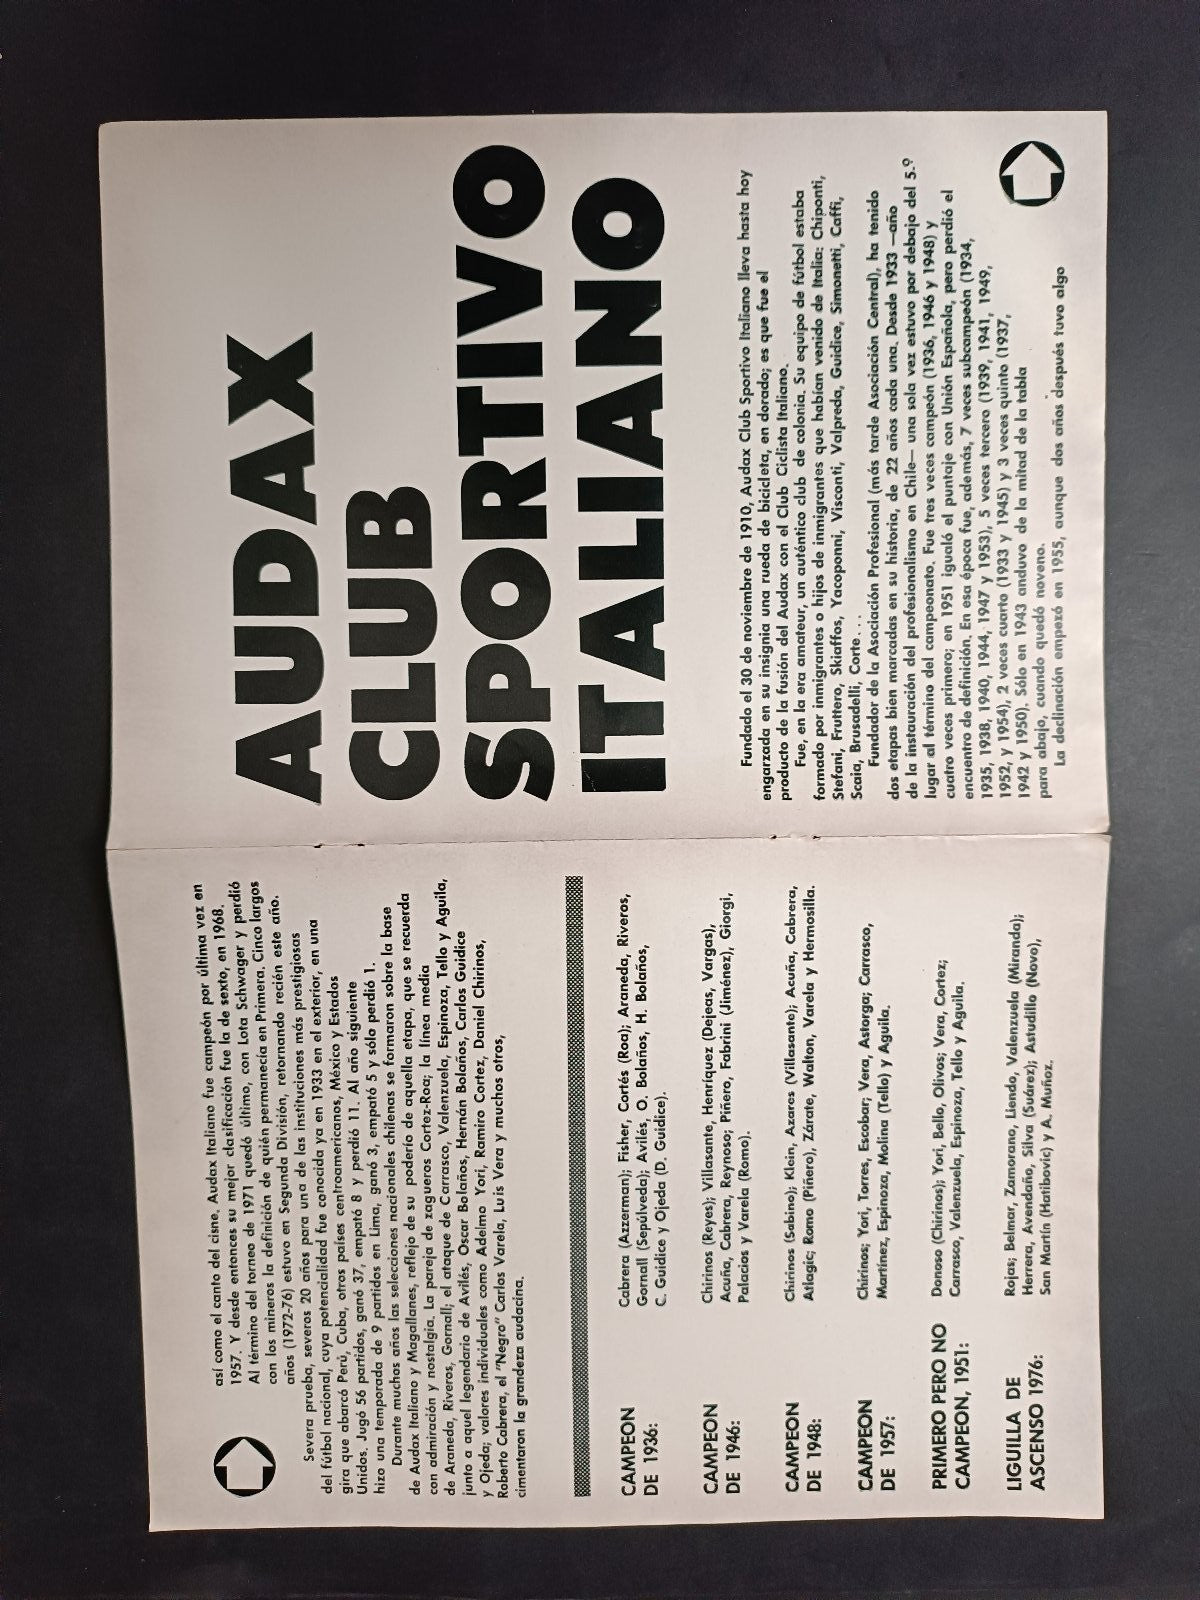 AUDAX
CLUB
SPORTIVO
ITALIANO
Fundado el 30 de noviembre de 1910, Audax Club Sportivo Italiano lleva hasta hoy
engarzada en su insignia una rueda de bicicleta, en dorado; es que fue el
producto de la fusión del Audax con el Club Ciclista Italiano.
Fue, en la era amateur, un auténtico club de colonia. Su equipo de fútbol estaba
formado por inmigrantes o hijos de inmigrantes que habían venido de Italia: Chiponti,
Stefani, Fruttero, Skiaffos, Yacoponni, Visconti, Valpreda, Guidice, Simonetti, Caffi,
Scaia, Brusadelli, Corte...
Fundador de la Asociación Profesional (más tarde Asociación Central), ha tenido
dos etapas bien marcadas en su historia, de 22 años cada una. Desde 1933 —año
de la instauración del profesionalismo en Chile— una sola vez estuvo por debajo del 5.º
lugar al término del campeonato. Fue tres veces campeón (1936, 1946 y 1948) y
cuatro veces primero; en 1951 igualó el puntaje con Unión Española, pero perdió el
encuentro de definición. En esa época fue, además, 7 veces subcampeón (1934,
1935, 1938, 1940, 1944, 1947 y 1953), 5 veces tercero (1939, 1941, 1949,
1952, y 1954), 2 veces cuarto (1933 y 1945) y 3 veces quinto (1937,
1942 y 1950). Sólo en 1943 anduvo de la mitad de la tabla
para abajo, cuando quedó noveno.
La declinación empezó en 1955, aunque dos años después tuvo algo
así como el canto del cisne. Audax Italiano fue campeón por última vez en
1957. Y desde entonces su mejor clasificación fue la de sexto, en 1968.
Al término del torneo de 1971 quedó último, con Lota Schwager y perdió
con los mineros la definición de quién permanecía en Primera. Cinco largos
años (1972-76) estuvo en Segunda División, retornando recién este año.
Severa prueba, severos 20 años para una de las instituciones más prestigiosas
del fútbol nacional, cuya potencialidad fue conocida ya en 1933 en el exterior, en una
gira que abarcó Perú, Cuba, otros países centroamericanos, México y Estados
Unidos. Jugó 56 partidos, ganó 37, empató 8 y perdió 11. Al año siguiente
hizo una temporada de 9 partidos en Lima, ganó 3, empató 5 y sólo perdió 1.
Durante muchos años las selecciones nacionales chilenas se formaron sobre la base
de Audax Italiano y Magallanes, reflejo de su poderío de aquella etapa, que se recuerda
con admiración y nostalgia. La pareja de zagueros Cortez-Roa; la línea media
de Araneda, Riveros, Gornall; el ataque de Carrasco, Valenzuela, Espinoza, Tello y Aguila,
junto a aquel legendario de Avilés, Oscar Bolaños, Hernán Bolaños, Carlos Guidice
y Ojeda; valores individuales como Adelmo Yori, Ramiro Cortez, Daniel Chirinos,
Roberto Cabrera, el "Negro" Carlos Varela, Luis Vera y muchos otros,
cimentaron la grandeza audacina.
CAMPEON
DE 1936:
Cabrera (Azzerman); Fisher, Cortés (Roa); Araneda, Riveros,
Gornall (Sepúlveda); Avilés, O. Bolaños, H. Bolaños,
C. Guidice y Ojeda (D. Guidice).
CAMPEON
DE 1946:
Chirinos (Reyes); Villasante, Henríquez (Dejeas, Vargas),
Acuña, Cabrera, Reynoso; Piñero, Fabrini (Jiménez), Giorgi,
Palacios y Varela (Romo).
CAMPEON
DE 1948:
Chirinos (Sabino); Klein, Azares (Villasante); Acuña, Cabrera,
Atlagic; Romo (Piñero), Zárate, Walton, Varela y Hermosilla.
CAMPEON
DE 1957:
Chirinos; Yori, Torres, Escobar; Vera, Astorga; Carrasco,
Martínez, Espinoza, Molina (Tello) y Aguila.
PRIMERO PERO NO
CAMPEON, 1951:
Donoso (Chirinos); Yori, Bello, Olivos; Vera, Cortez;
Carrasco, Valenzuela, Espinoza, Tello y Aguila.
LIGUILLA DE
ASCENSO 1976:
Rojas; Belmar, Zamorano, Liendo, Valenzuela (Miranda);
Herrera, Avendaño, Silva (Suárez); Astudillo (Novo),
San Martín (Hatibovic) y A. Muñoz.